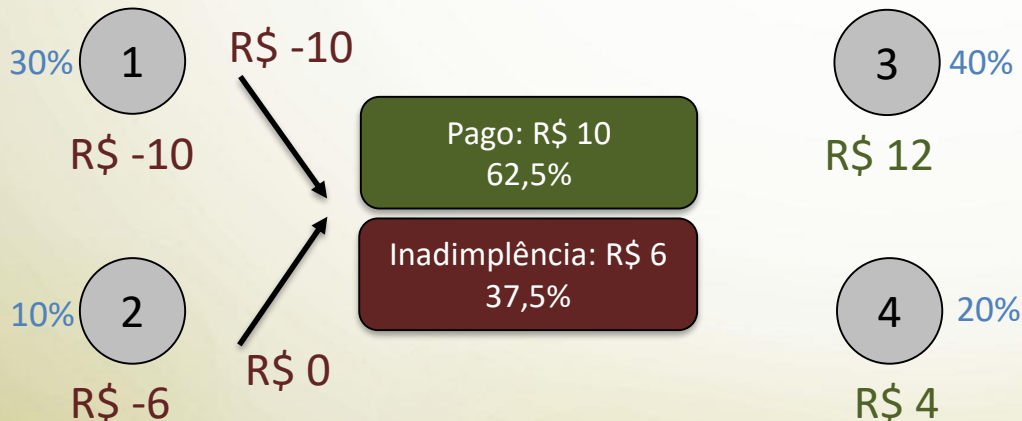 30%
1
R$ -10
R$ -10
Pago: R$ 10
62,5%
3
40%
R$ 12
Inadimplência: R$ 6
37,5%
10%
2
R$ -6
R$ 0
4
20%
R$ 4